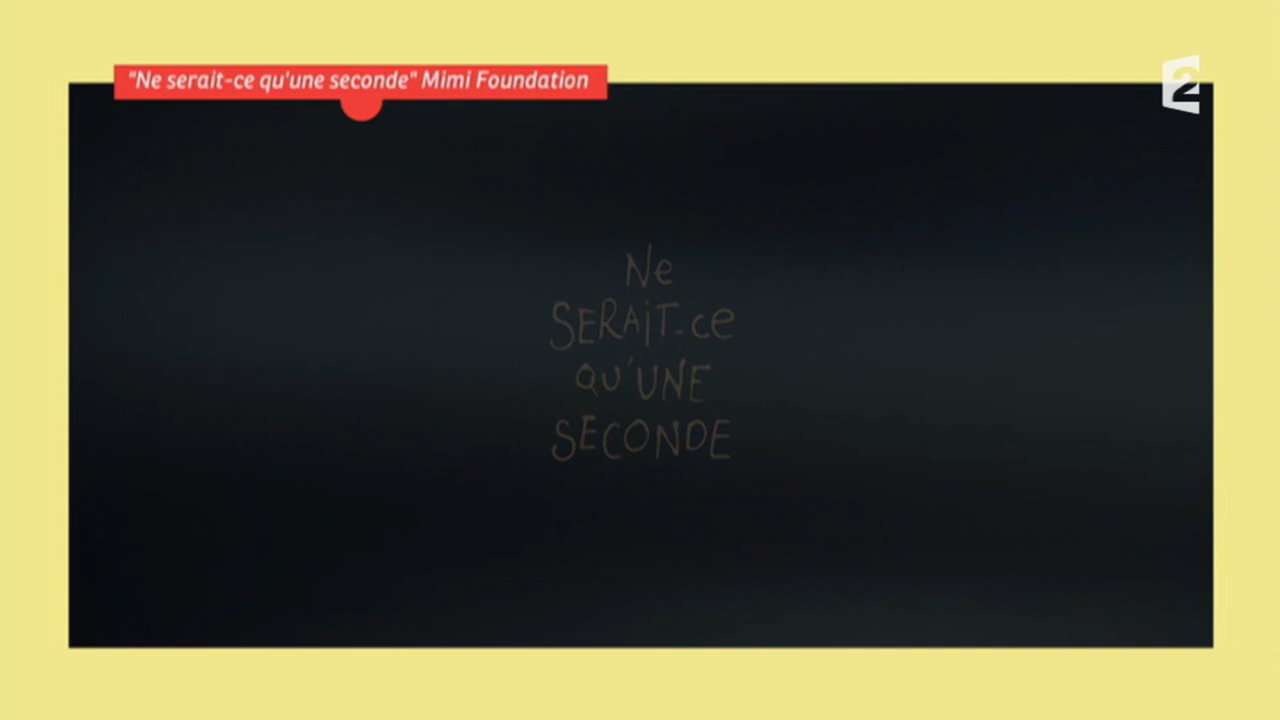 "Ne serait-ce qu'une seconde" Mimi Foundation
2
Ne
SERAiT-ce
qu'UNE
SECONDE